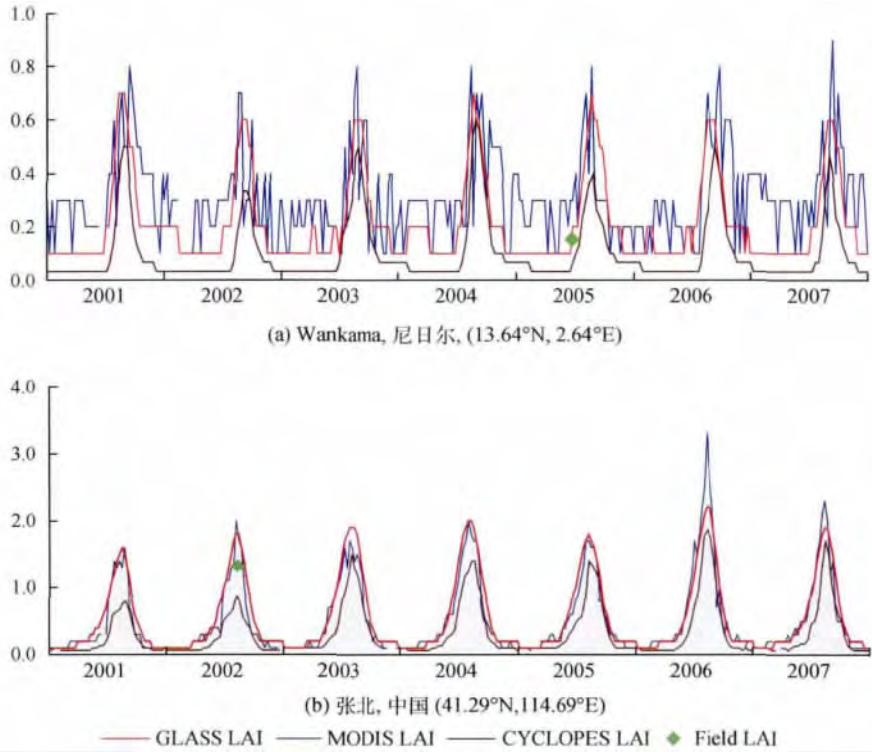 1.0
0.8
0.6
0.4
0.2
0.0
2001 2002 2003 2004 2005 2006 2007
(a) Wankama, 尼日尔, (13.64°N, 2.64°E)
4.0
3.0
2.0
1.0
0.0
2001 2002 2003 2004 2005 2006 2007
(b) 张北, 中国 (41.29°N,114.69°E)
GLASS LAI MODIS LAI CYCLOPES LAI Field LAI